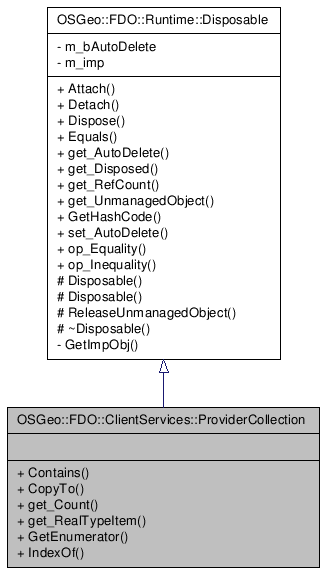 OSGeo::FDO::Runtime::Disposable
- m_bAutoDelete
- m_imp
+ Attach()
+ Detach()
+ Dispose()
+ Equals()
+ get_AutoDelete()
+ get_Disposed()
+ get_RefCount()
+ get_UnmanagedObject()
+ GetHashCode()
+ set_AutoDelete()
+ op_Equality()
+ op_Inequality()
# Disposable()
# Disposable()
# ReleaseUnmanagedObject()
# ~Disposable()
- GetImpObj()
OSGeo::FDO::ClientServices::ProviderCollection
+ Contains()
+ CopyTo()
+ get_Count()
+ get_RealTypeItem()
+ GetEnumerator()
+ IndexOf()